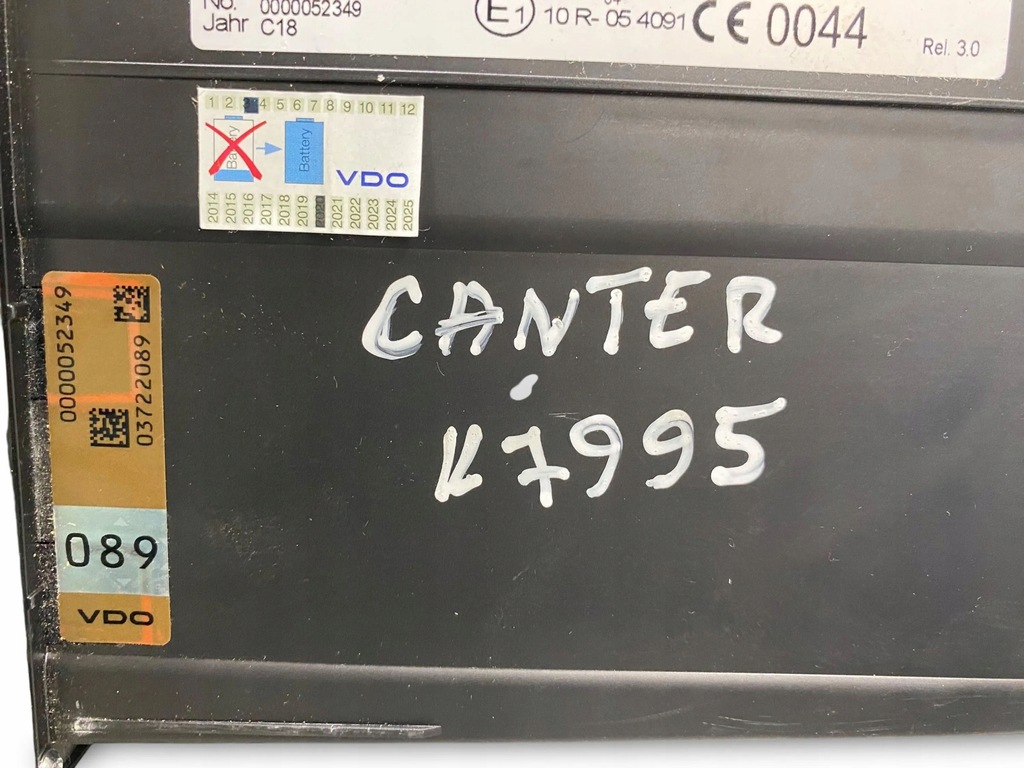 No. 0000052349
Jahr C18
E1 10 R- 05 4091 CE 0044
Rel. 3.0
1 2 3 4 5 6 7 8 9 10 11 12
Battery Battery
VDO
2014 2015 2016 2017 2018 2019 2020 2021 2022 2023 2024 2025
0000052349
03722089
089
VDO
CANTER
K7995